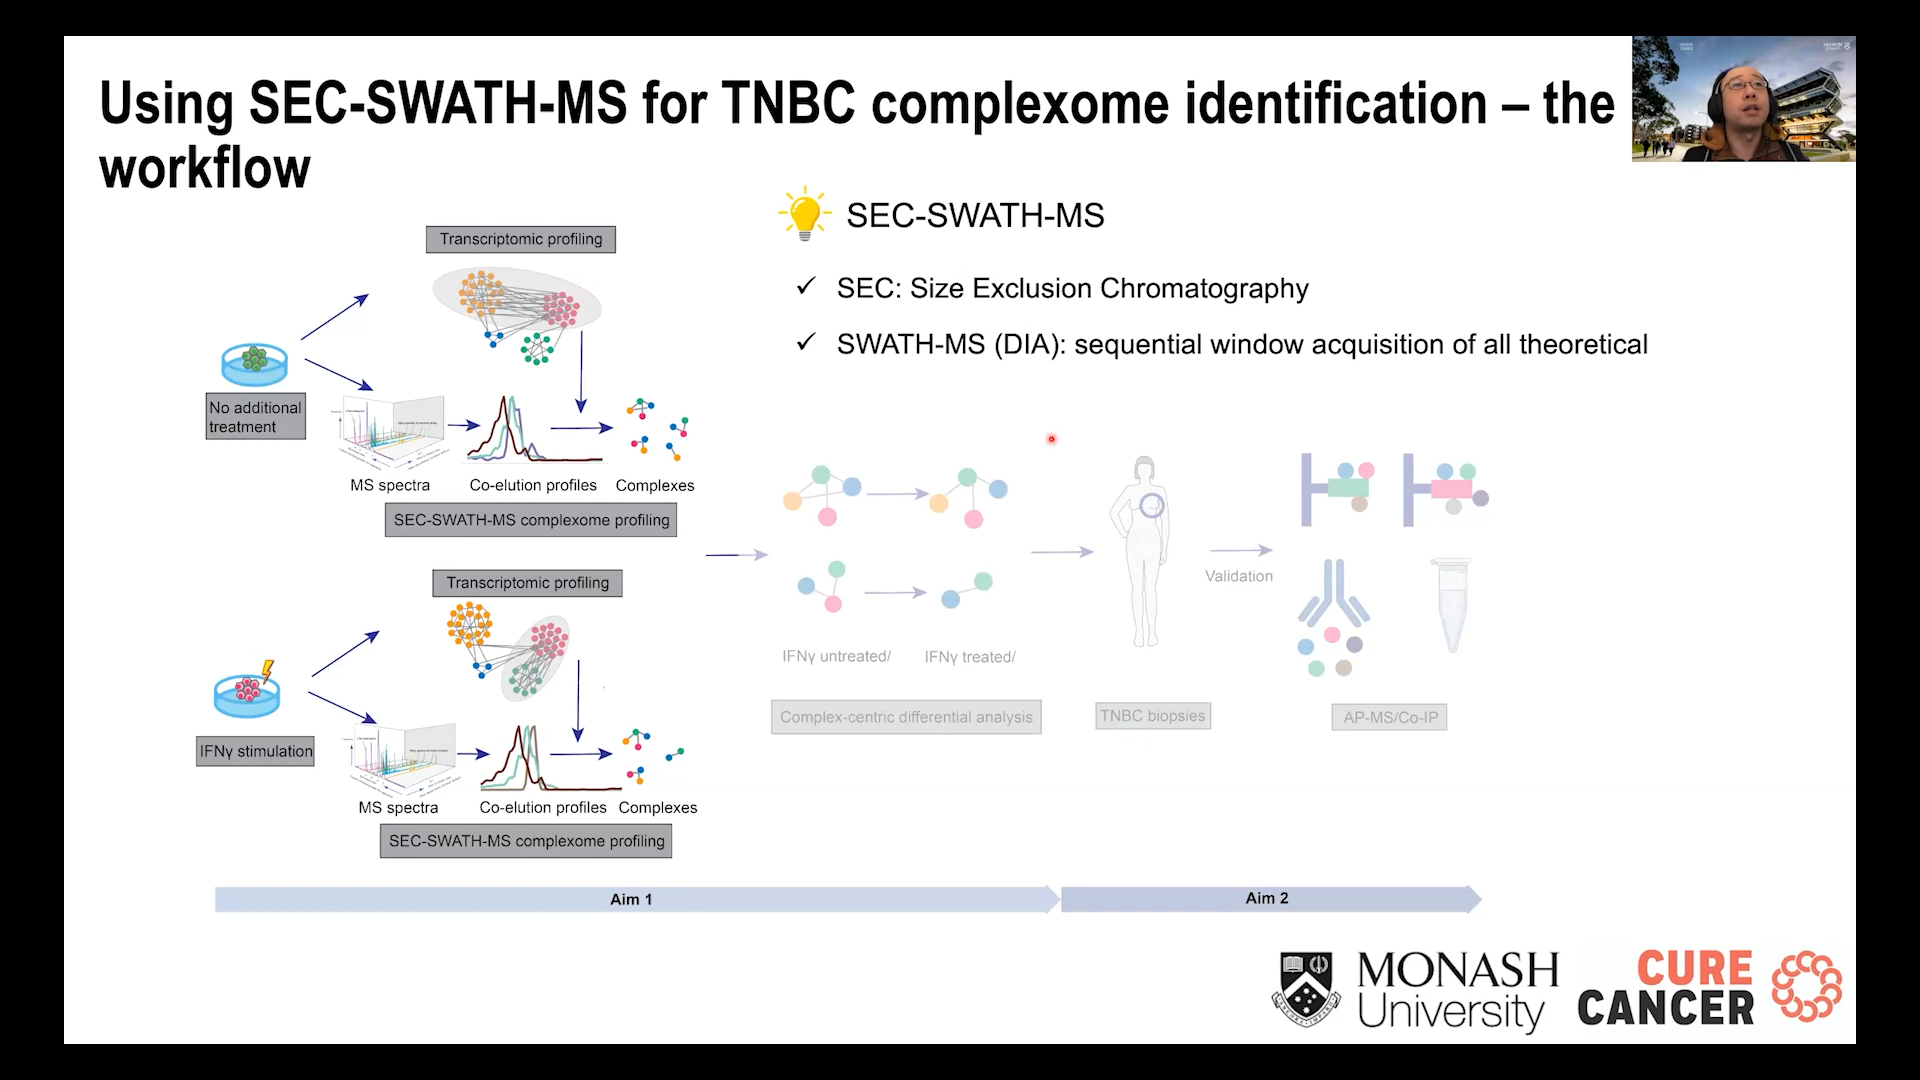 Using SEC-SWATH-MS for TNBC complexome identification – the
workflow
SEC-SWATH-MS
✓ SEC: Size Exclusion Chromatography
✓ SWATH-MS (DIA): sequential window acquisition of all theoretical
Transcriptomic profiling
No additional
treatment
MS spectra
Co-elution profiles
Complexes
SEC-SWATH-MS complexome profiling
Transcriptomic profiling
IFNγ stimulation
MS spectra
Co-elution profiles
Complexes
SEC-SWATH-MS complexome profiling
IFNγ untreated/
IFNγ treated/
Complex-centric differential analysis
TNBC biopsies
Validation
AP-MS/Co-IP
Aim 1
Aim 2
MONASH
University
CURE
CANCER